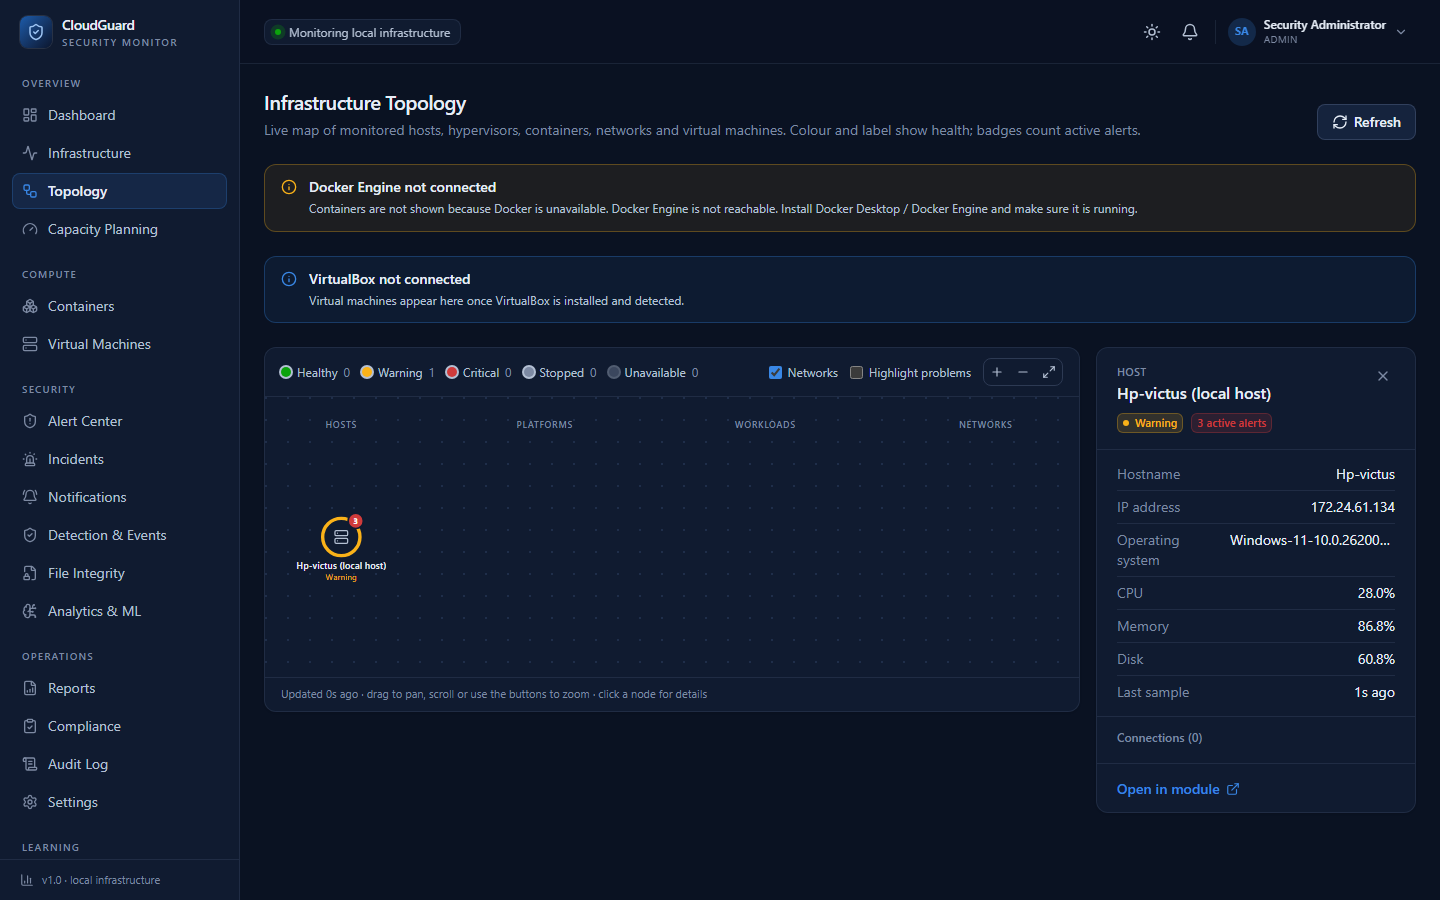 CloudGuard
SECURITY MONITOR
OVERVIEW
Dashboard
Infrastructure
Topology
Capacity Planning
COMPUTE
Containers
Virtual Machines
SECURITY
Alert Center
Incidents
Notifications
Detection & Events
File Integrity
Analytics & ML
OPERATIONS
Reports
Compliance
Audit Log
Settings
LEARNING
v1.0 · local infrastructure
Monitoring local infrastructure
SA
Security Administrator
ADMIN
Infrastructure Topology
Live map of monitored hosts, hypervisors, containers, networks and virtual machines. Colour and label show health; badges count active alerts.
Refresh
Docker Engine not connected
Containers are not shown because Docker is unavailable. Docker Engine is not reachable. Install Docker Desktop / Docker Engine and make sure it is running.
VirtualBox not connected
Virtual machines appear here once VirtualBox is installed and detected.
Healthy 0 Warning 1 Critical 0 Stopped 0 Unavailable 0 Networks Highlight problems
HOSTS PLATFORMS WORKLOADS NETWORKS
3
Hp-victus (local host)
Warning
Updated 0s ago · drag to pan, scroll or use the buttons to zoom · click a node for details
HOST
Hp-victus (local host)
Warning 3 active alerts
Hostname Hp-victus
IP address 172.24.61.134
Operating system Windows-11-10.0.26200...
CPU 28.0%
Memory 86.8%
Disk 60.8%
Last sample 1s ago
Connections (0)
Open in module